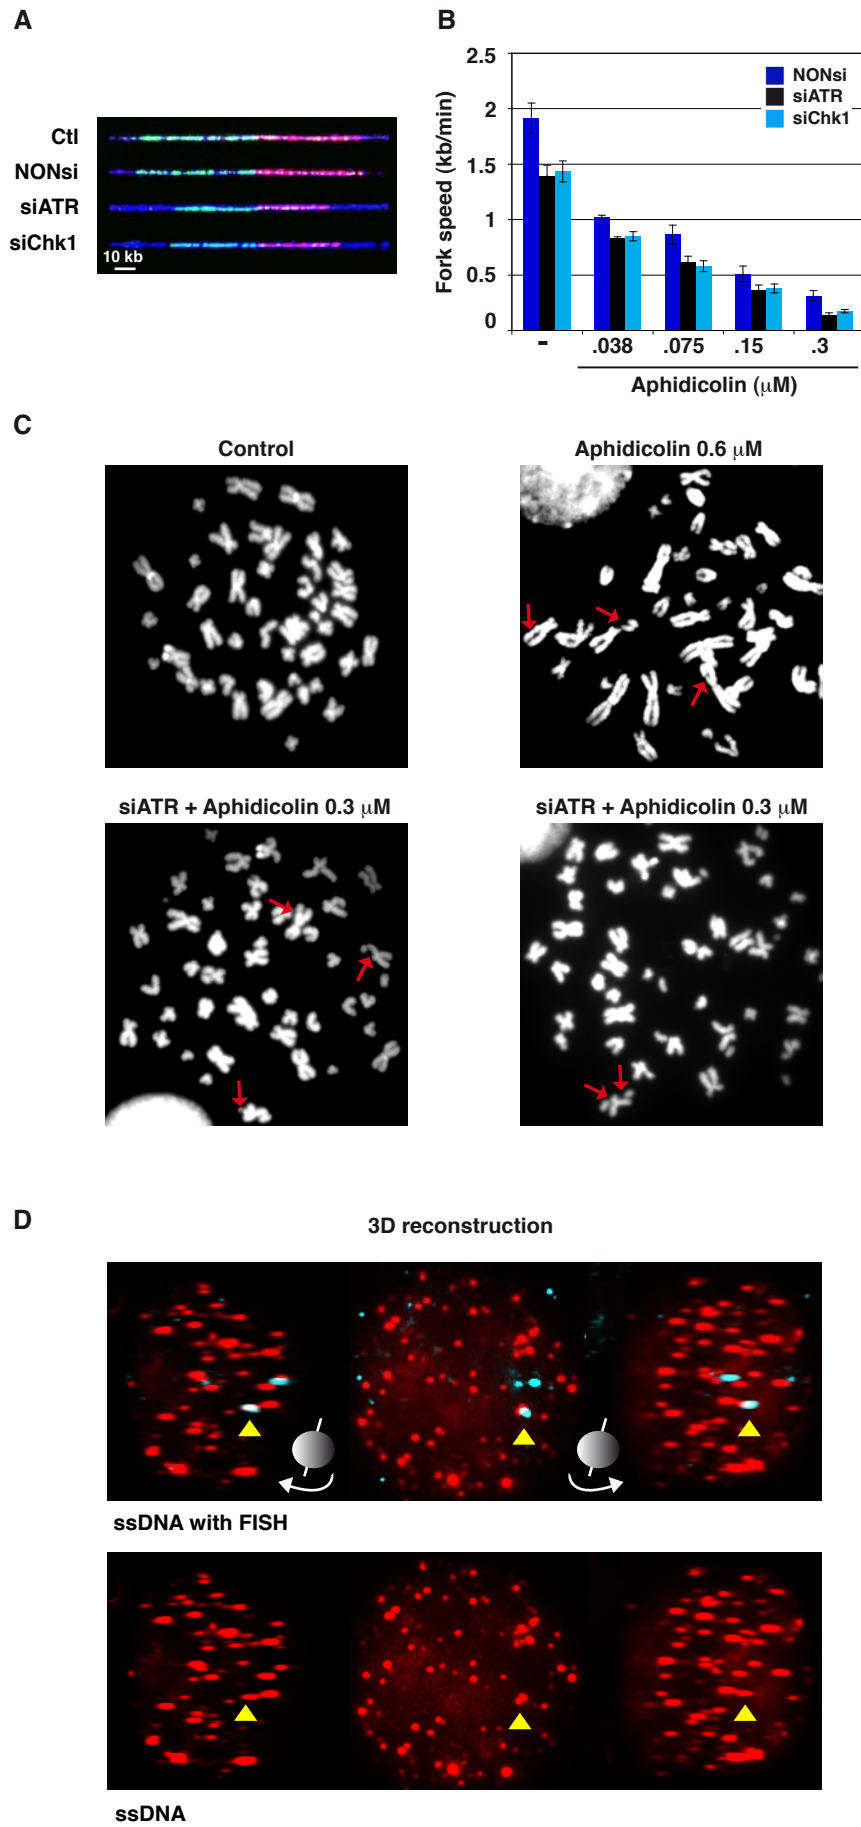 A
Ctl
NONsi
siATR
siChk1
10 kb
B
Fork speed (kb/min)
2.5
2
1.5
1
0.5
0
NONsi
siATR
siChk1
- .038 .075 .15 .3
Aphidicolin (μM)
C
Control
Aphidicolin 0.6 μM
siATR + Aphidicolin 0.3 μM
siATR + Aphidicolin 0.3 μM
D
3D reconstruction
ssDNA with FISH
ssDNA